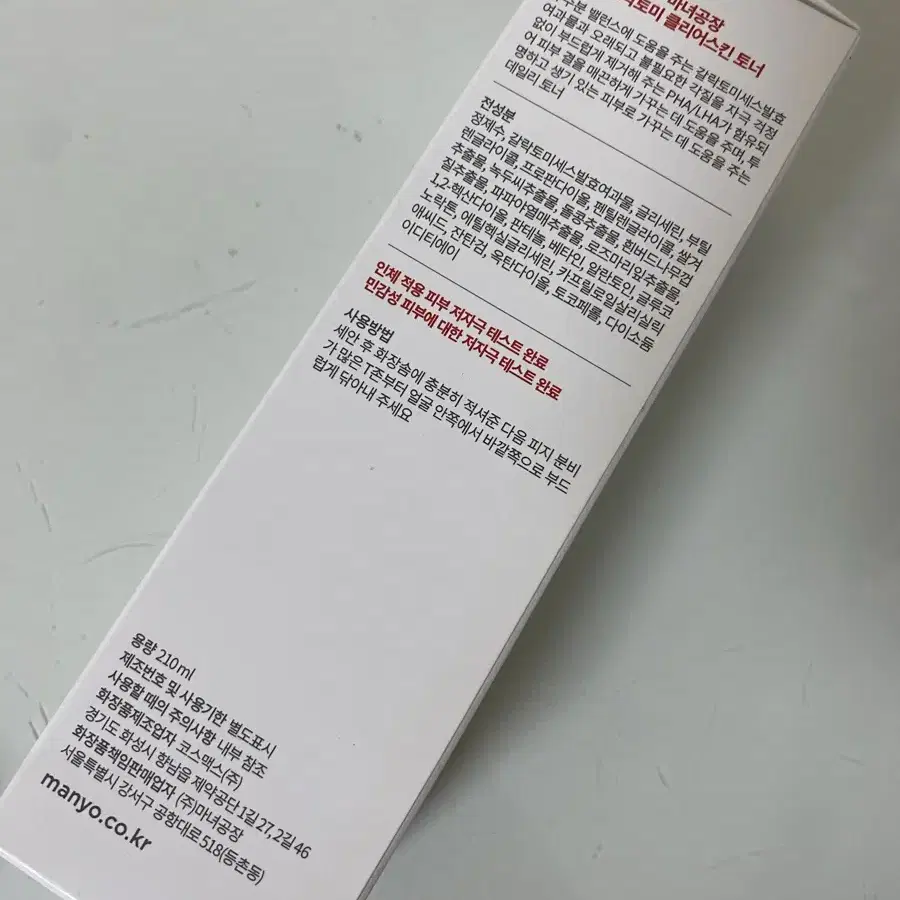 마녀공장
클리어스킨 토너
수분 밸런스에 도움을 주는 갈락토미세스발효
여과물과 오래되고 불필요한 각질을 자극 걱정
없이 부드럽게 제거해 주는 PHA/LHA가 함유되
어 피부 결을 매끈하게 가꾸는 데 도움을 주며, 투
명하고 생기 있는 피부로 가꾸는 데 도움을 주는
데일리 토너
전성분
정제수, 갈락토미세스발효여과물, 글리세린, 부틸
렌글라이콜, 프로판다이올, 펜틸렌글라이콜, 쌀겨
추출물, 녹두씨추출물, 돌콩추출물, 흰버드나무껍
질추출물, 파파야열매추출물, 로즈마리잎추출물,
1,2-헥산다이올, 판테놀, 베타인, 알란토인, 글루코
노락톤, 에틸헥실글리세린, 카프릴로일살리실릭
애씨드, 잔탄검, 옥탄다이올, 토코페롤, 다이소듐
이디티에이
인체 적용 피부 저자극 테스트 완료
민감성 피부에 대한 저자극 테스트 완료
사용방법
세안 후 화장솜에 충분히 적셔준 다음 피지 분비
가 많은 T존부터 얼굴 안쪽에서 바깥쪽으로 부드
럽게 닦아내 주세요
용량 210ml
제조번호 및 사용기한 별도표시
사용할 때의 주의사항 내부 참조
화장품제조업자 코스맥스(주)
경기도 화성시 향남읍 제약공단 1길 27, 2길 46
화장품책임판매업자 (주)마녀공장
서울특별시 강서구 공항대로 518(등촌동)
manyo.co.kr